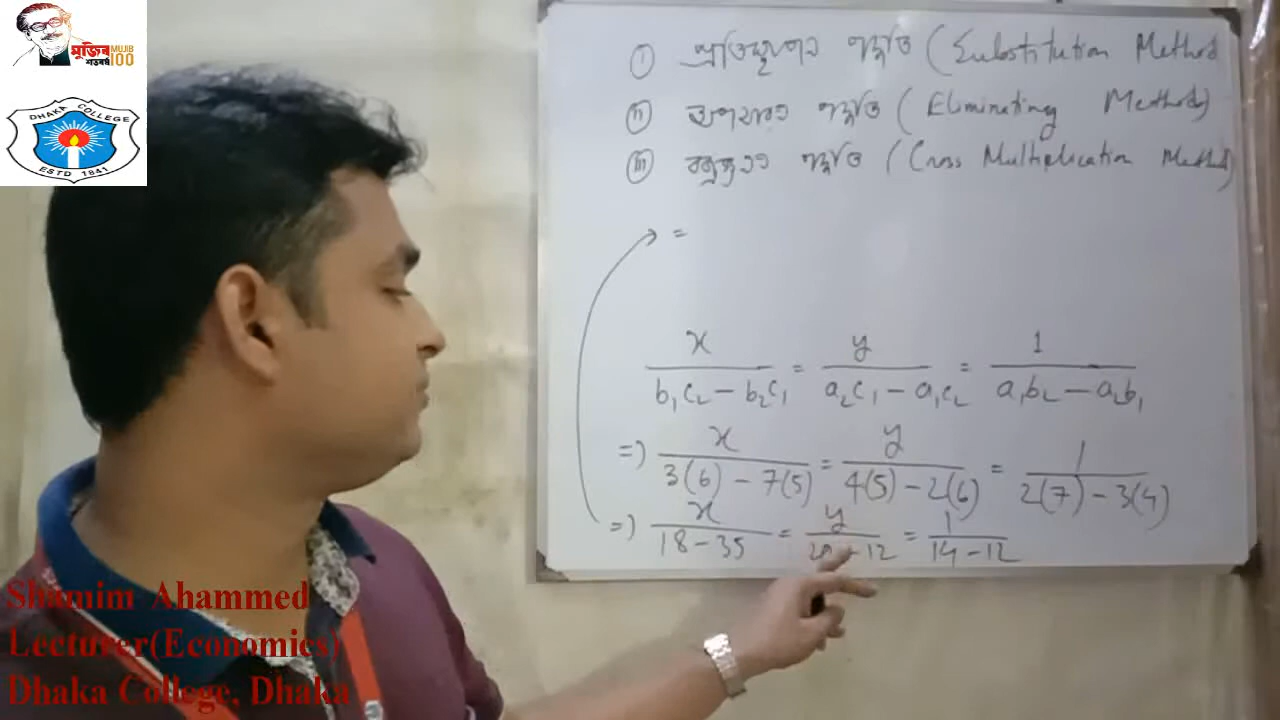 মুজিব MUJIB
শতবর্ষ 100
DHAKA COLLEGE
ESTD 1841
i) প্রতিস্থাপন পদ্ধতি (Substitution Method
ii) অপনয়ন পদ্ধতি (Eliminating Method)
iii) বজ্রগুণন পদ্ধতি (Cross Multiplication Method)
=
x / (b₁c₂ − b₂c₁) = y / (a₂c₁ − a₁c₂) = 1 / (a₁b₂ − a₂b₁)
=) x / (3(6) − 7(5)) = y / (4(5) − 2(6)) = 1 / (2(7) − 3(4))
=) x / (18 − 35) = y / (20 − 12) = 1 / (14 − 12)
Shamim Ahammed
Lecturer(Economics)
Dhaka College, Dhaka